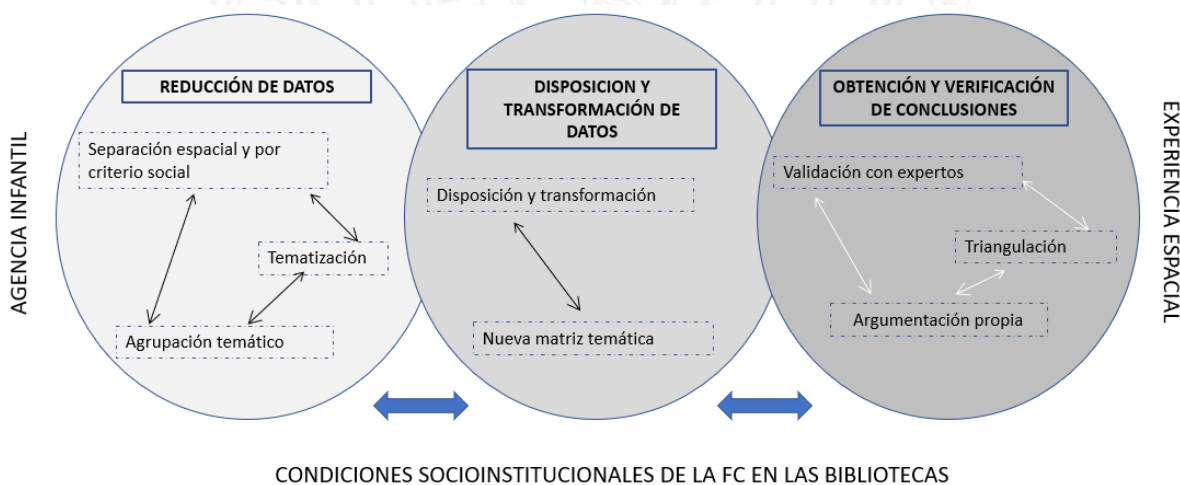 AGENCIA INFANTIL
REDUCCIÓN DE DATOS
Separación espacial y por
criterio social
Tematización
Agrupación temático
DISPOSICION Y
TRANSFORMACIÓN DE
DATOS
Disposición y transformación
Nueva matriz temática
OBTENCIÓN Y VERIFICACIÓN
DE CONCLUSIONES
Validación con expertos
Triangulación
Argumentación propia
EXPERIENCIA ESPACIAL
CONDICIONES SOCIOINSTITUCIONALES DE LA FC EN LAS BIBLIOTECAS